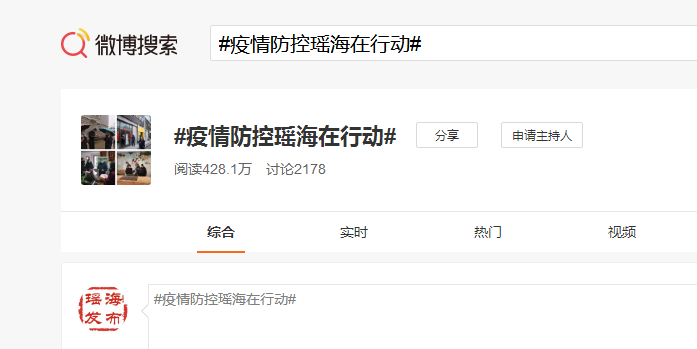 微博搜索 #疫情防控瑶海在行动#
#疫情防控瑶海在行动# 分享 申请主持人
阅读428.1万 讨论2178
综合 实时 热门 视频
瑶海
发布
#疫情防控瑶海在行动#